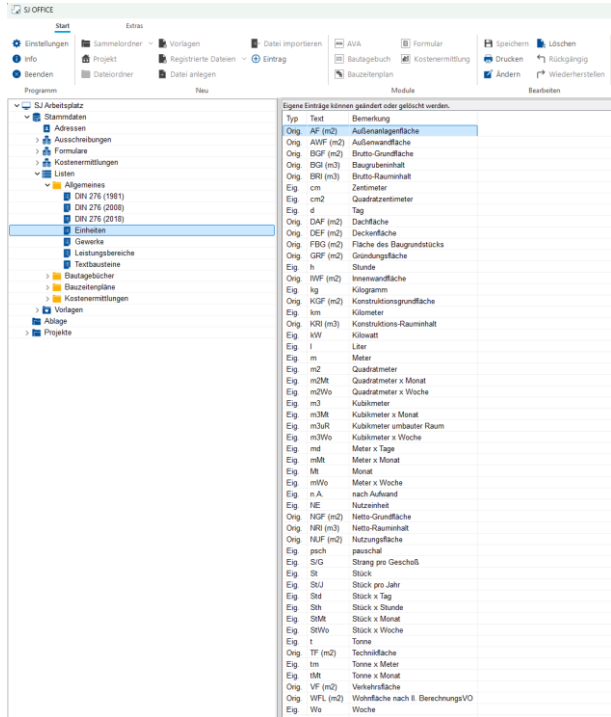 SJ OFFICE
Start Extras
Einstellungen Sammelordner Vorlagen Datei importieren AVA Formular Speichern Löschen
Info Projekt Registrierte Dateien Eintrag Bautagebuch Kostenermittlung Drucken Rückgängig
Beenden Dateiordner Datei anlegen Bauzeitenplan Ändern Wiederherstellen
Programm Neu Module Bearbeiten
SJ Arbeitsplatz
Stammdaten
Adressen
Ausschreibungen
Formulare
Kostenermittlungen
Listen
Allgemeines
DIN 276 (1981)
DIN 276 (2008)
DIN 276 (2018)
Einheiten
Gewerke
Leistungsbereiche
Textbausteine
Bautagebücher
Bauzeitenpläne
Kostenermittlungen
Vorlagen
Ablage
Projekte
Eigene Einträge können geändert oder gelöscht werden.
Typ Text Bemerkung
Orig. AF (m2) Außenanlagenfläche
Orig. AWF (m2) Außenwandfläche
Orig. BGF (m2) Brutto-Grundfläche
Orig. BGI (m3) Baugrubeninhalt
Orig. BRI (m3) Brutto-Rauminhalt
Eig. cm Zentimeter
Eig. cm2 Quadratzentimeter
Eig. d Tag
Orig. DAF (m2) Dachfläche
Orig. DEF (m2) Deckenfläche
Orig. FBG (m2) Fläche des Baugrundstücks
Orig. GRF (m2) Gründungsfläche
Eig. h Stunde
Orig. IWF (m2) Innenwandfläche
Eig. kg Kilogramm
Orig. KGF (m2) Konstruktionsgrundfläche
Eig. km Kilometer
Orig. KRI (m3) Konstruktions-Rauminhalt
Eig. kW Kilowatt
Eig. l Liter
Eig. m Meter
Eig. m2 Quadratmeter
Eig. m2Mt Quadratmeter x Monat
Eig. m2Wo Quadratmeter x Woche
Eig. m3 Kubikmeter
Eig. m3Mt Kubikmeter x Monat
Eig. m3uR Kubikmeter umbauter Raum
Eig. m3Wo Kubikmeter x Woche
Eig. md Meter x Tage
Eig. mMt Meter x Monat
Eig. Mt Monat
Eig. mWo Meter x Woche
Eig. n.A. nach Aufwand
Eig. NE Nutzeinheit
Orig. NGF (m2) Netto-Grundfläche
Orig. NRI (m3) Netto-Rauminhalt
Orig. NUF (m2) Nutzungsfläche
Eig. psch pauschal
Eig. S/G Strang pro Geschoß
Eig. St Stück
Eig. St/J Stück pro Jahr
Eig. Std Stück x Tag
Eig. Sth Stück x Stunde
Eig. StMt Stück x Monat
Eig. StWo Stück x Woche
Eig. t Tonne
Orig. TF (m2) Technikfläche
Eig. tm Tonne x Meter
Eig. tMt Tonne x Monat
Orig. VF (m2) Verkehrsfläche
Orig. WFL (m2) Wohnfläche nach II. BerechnungsVO
Eig. Wo Woche